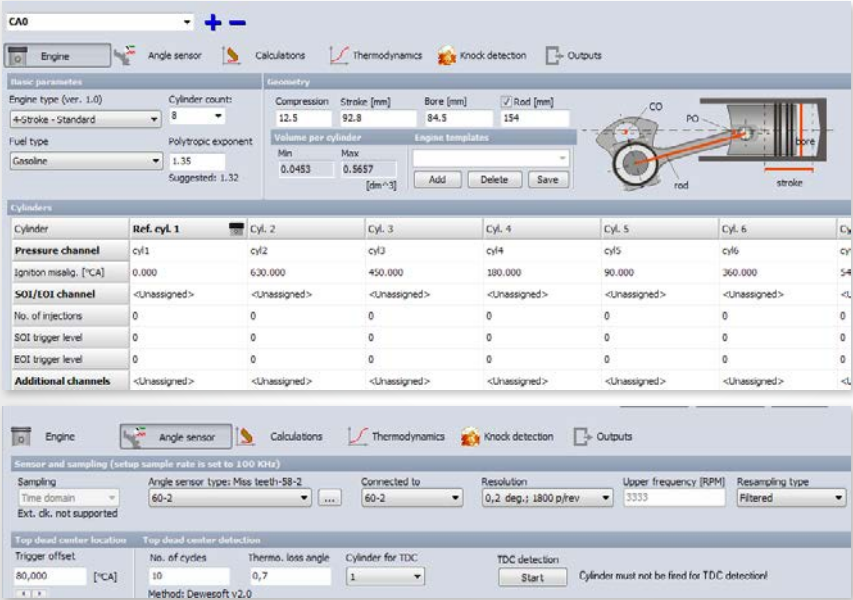 CA0
Engine Angle sensor Calculations Thermodynamics Knock detection Outputs
Basic parameters Geometry
Engine type (ver. 1.0) Cylinder count: Compression Stroke [mm] Bore [mm] Rod [mm]
4-Stroke - Standard 8 12.5 92.8 84.5 154
Fuel type Polytropic exponent Volume per cylinder Engine templates
Gasoline 1.35 Min Max
Suggested: 1.32 0.0453 0.5657 Add Delete Save
[dm^3]
CO
PO
bore
rod
stroke
Cylinders
Cylinder Ref. cyl. 1 Cyl. 2 Cyl. 3 Cyl. 4 Cyl. 5 Cyl. 6 Cy
Pressure channel cyl1 cyl2 cyl3 cyl4 cyl5 cyl6 cy
Ignition misalig. [°CA] 0.000 630.000 450.000 180.000 90.000 360.000 54
SOI/EOI channel <Unassigned> <Unassigned> <Unassigned> <Unassigned> <Unassigned> <Unassigned>
No. of injections 0 0 0 0 0 0 0
SOI trigger level 0 0 0 0 0 0 0
EOI trigger level 0 0 0 0 0 0 0
Additional channels <Unassigned> <Unassigned> <Unassigned> <Unassigned> <Unassigned> <Unassigned>
Engine Angle sensor Calculations Thermodynamics Knock detection Outputs
Sensor and sampling (setup sample rate is set to 100 KHz)
Sampling Angle sensor type: Miss teeth-58-2 Connected to Resolution Upper frequency [RPM] Resampling type
Time domain 60-2 ... 60-2 0,2 deg.; 1800 p/rev 3333 Filtered
Ext. clk. not supported
Top dead center location Top dead center detection
Trigger offset No. of cycles Thermo. loss angle Cylinder for TDC TDC detection
80,000 [°CA] 10 0,7 1 Start Cylinder must not be fired for TDC detection!
Method: Dewesoft v2.0